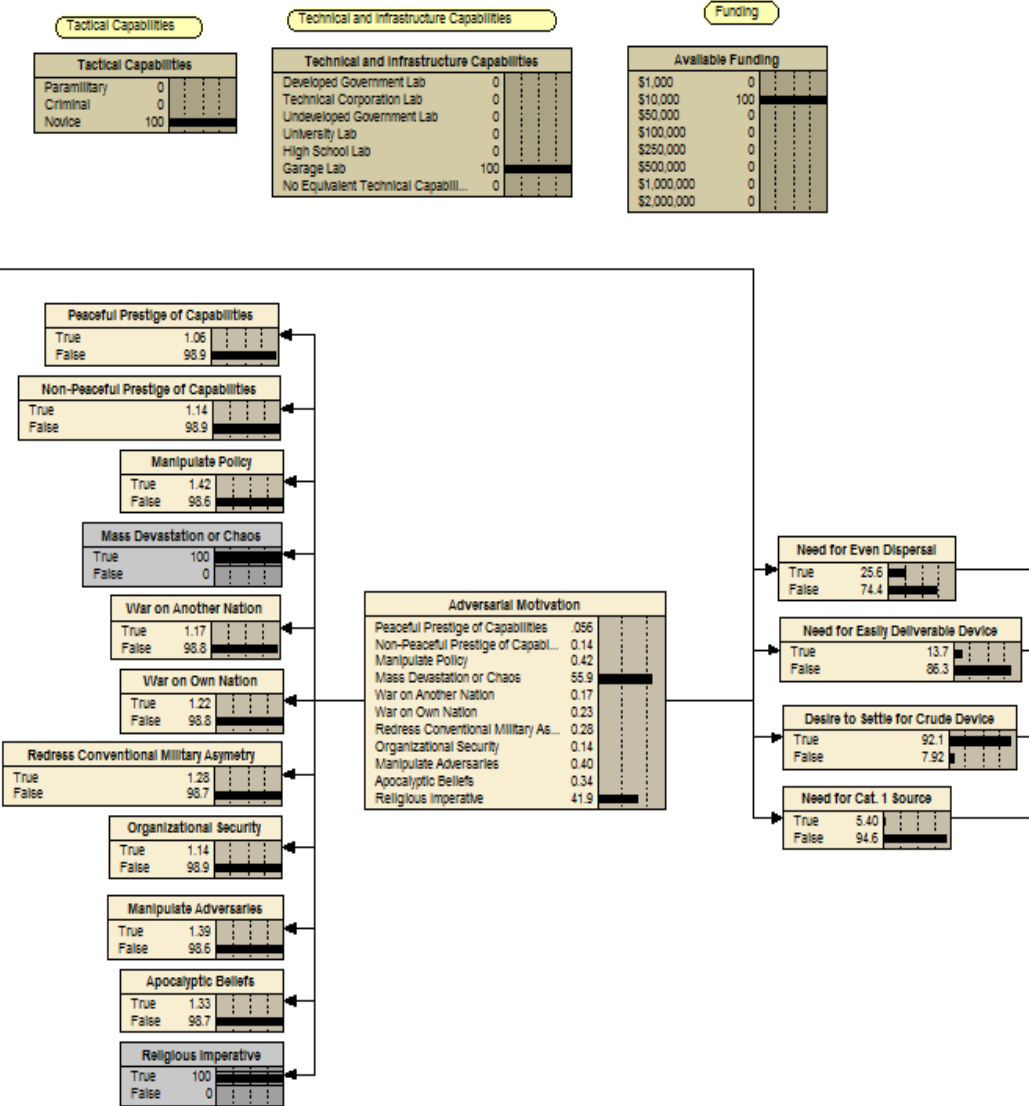 Tactical Capabilities
Technical and Infrastructure Capabilities
Funding
Tactical Capabilities
Paramilitary 0
Criminal 0
Novice 100
Technical and Infrastructure Capabilities
Developed Government Lab 0
Technical Corporation Lab 0
Undeveloped Government Lab 0
University Lab 0
High School Lab 0
Garage Lab 100
No Equivalent Technical Capabili... 0
Available Funding
$1,000 0
$10,000 100
$50,000 0
$100,000 0
$250,000 0
$500,000 0
$1,000,000 0
$2,000,000 0
Peaceful Prestige of Capabilities
True 1.06
False 98.9
Non-Peaceful Prestige of Capabilities
True 1.14
False 98.9
Manipulate Policy
True 1.42
False 98.6
Mass Devastation or Chaos
True 100
False 0
War on Another Nation
True 1.17
False 98.8
War on Own Nation
True 1.22
False 98.8
Redress Conventional Military Asymetry
True 1.28
False 98.7
Organizational Security
True 1.14
False 98.9
Manipulate Adversaries
True 1.39
False 98.6
Apocalyptic Beliefs
True 1.33
False 98.7
Religious Imperative
True 100
False 0
Adversarial Motivation
Peaceful Prestige of Capabilities .056
Non-Peaceful Prestige of Capabl... 0.14
Manipulate Policy 0.42
Mass Devastation or Chaos 55.9
War on Another Nation 0.17
War on Own Nation 0.23
Redress Conventional Military As... 0.28
Organizational Security 0.14
Manipulate Adversaries 0.40
Apocalyptic Beliefs 0.34
Religious Imperative 41.9
Need for Even Dispersal
True 25.6
False 74.4
Need for Easily Deliverable Device
True 13.7
False 86.3
Desire to Settle for Crude Device
True 92.1
False 7.92
Need for Cat. 1 Source
True 5.40
False 94.6